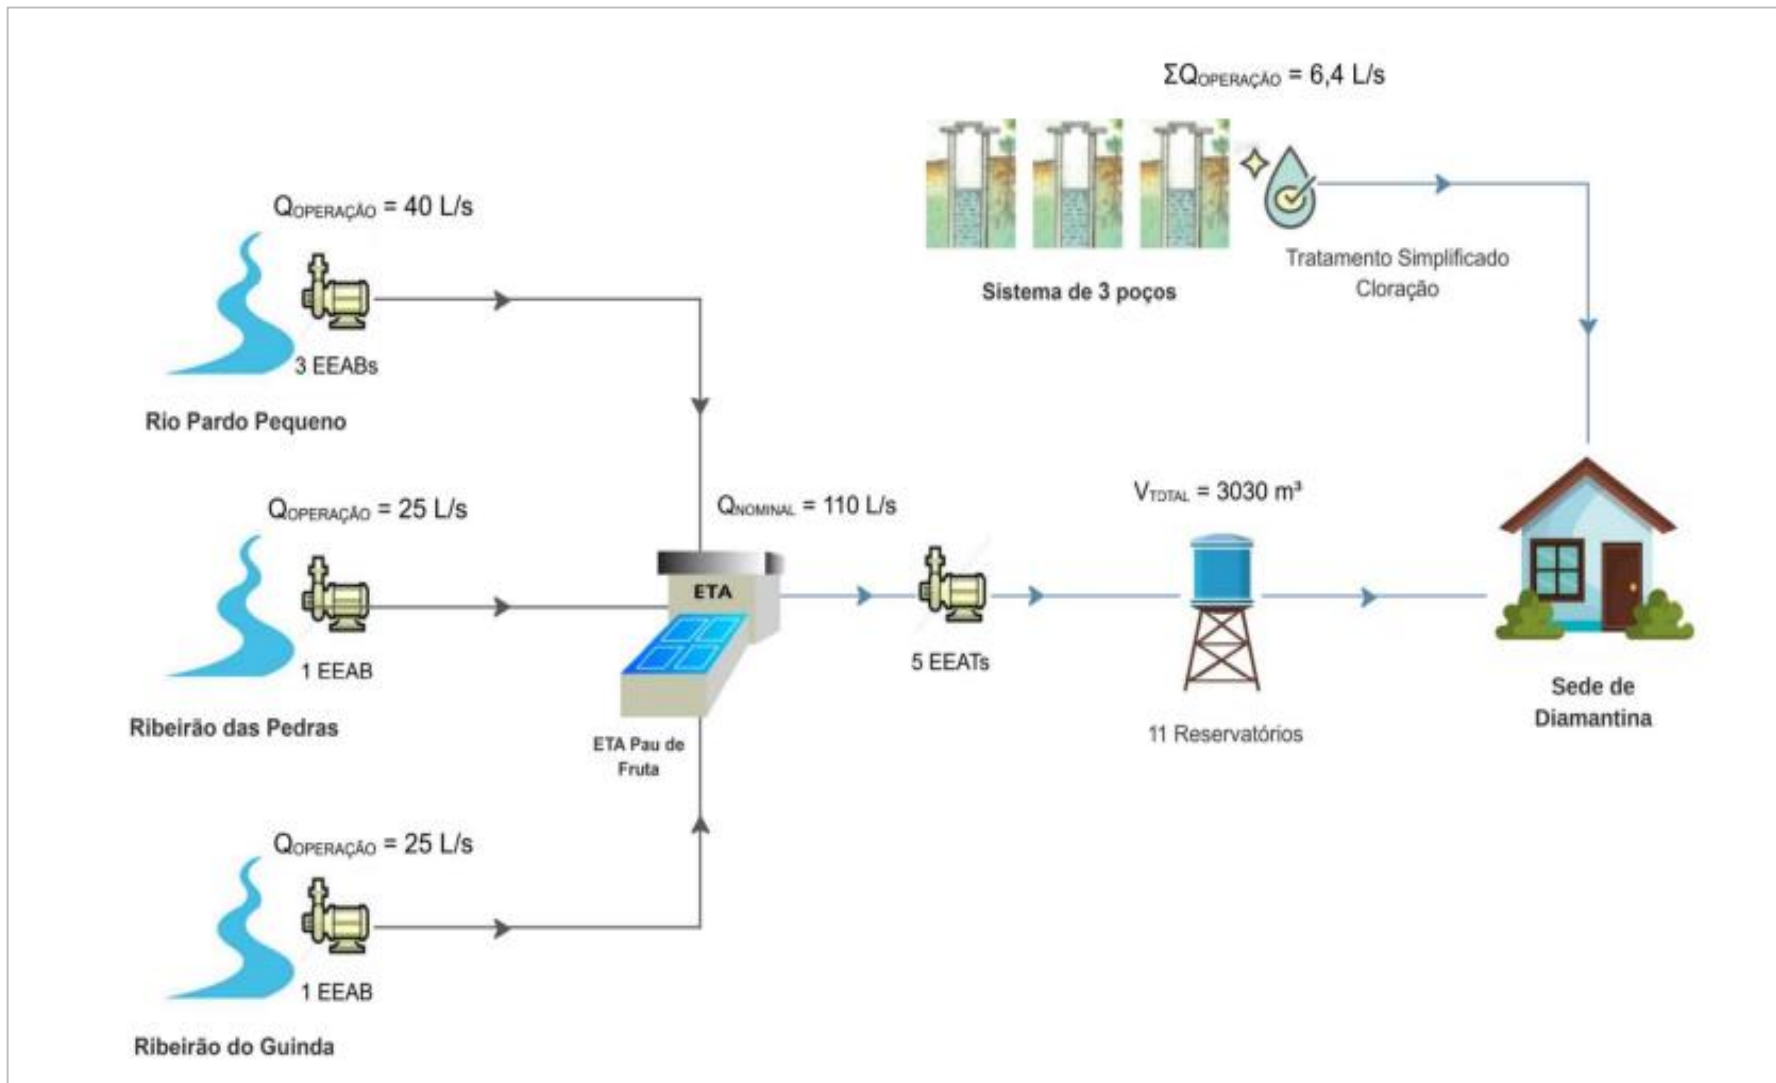 ΣQOPERAÇÃO = 6,4 L/s
Sistema de 3 poços
Tratamento Simplificado
Cloração
QOPERAÇÃO = 40 L/s
3 EEABs
Rio Pardo Pequeno
QOPERAÇÃO = 25 L/s
1 EEAB
Ribeirão das Pedras
QOPERAÇÃO = 25 L/s
1 EEAB
Ribeirão do Guinda
QNOMINAL = 110 L/s
ETA
ETA Pau de
Fruta
5 EEATs
VTOTAL = 3030 m³
11 Reservatórios
Sede de
Diamantina